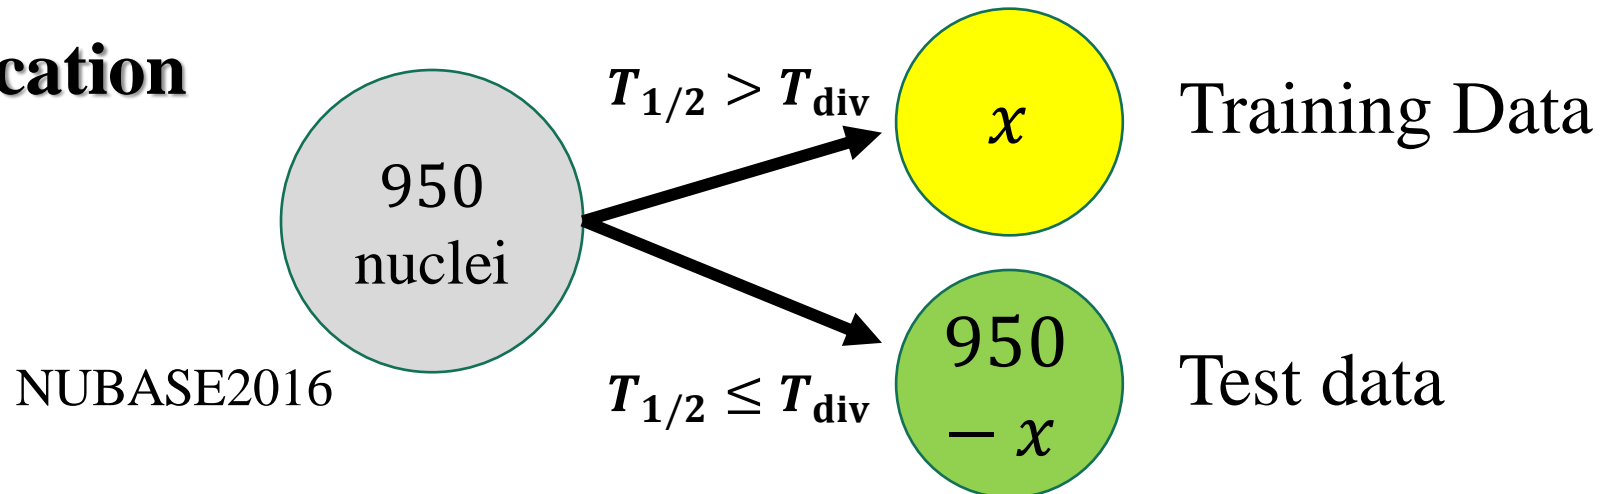 cation
950
nuclei
NUBASE2016
𝑻₁/₂ > 𝑻div
𝑥
Training Data
𝑻₁/₂ ≤ 𝑻div
950
− 𝑥
Test data